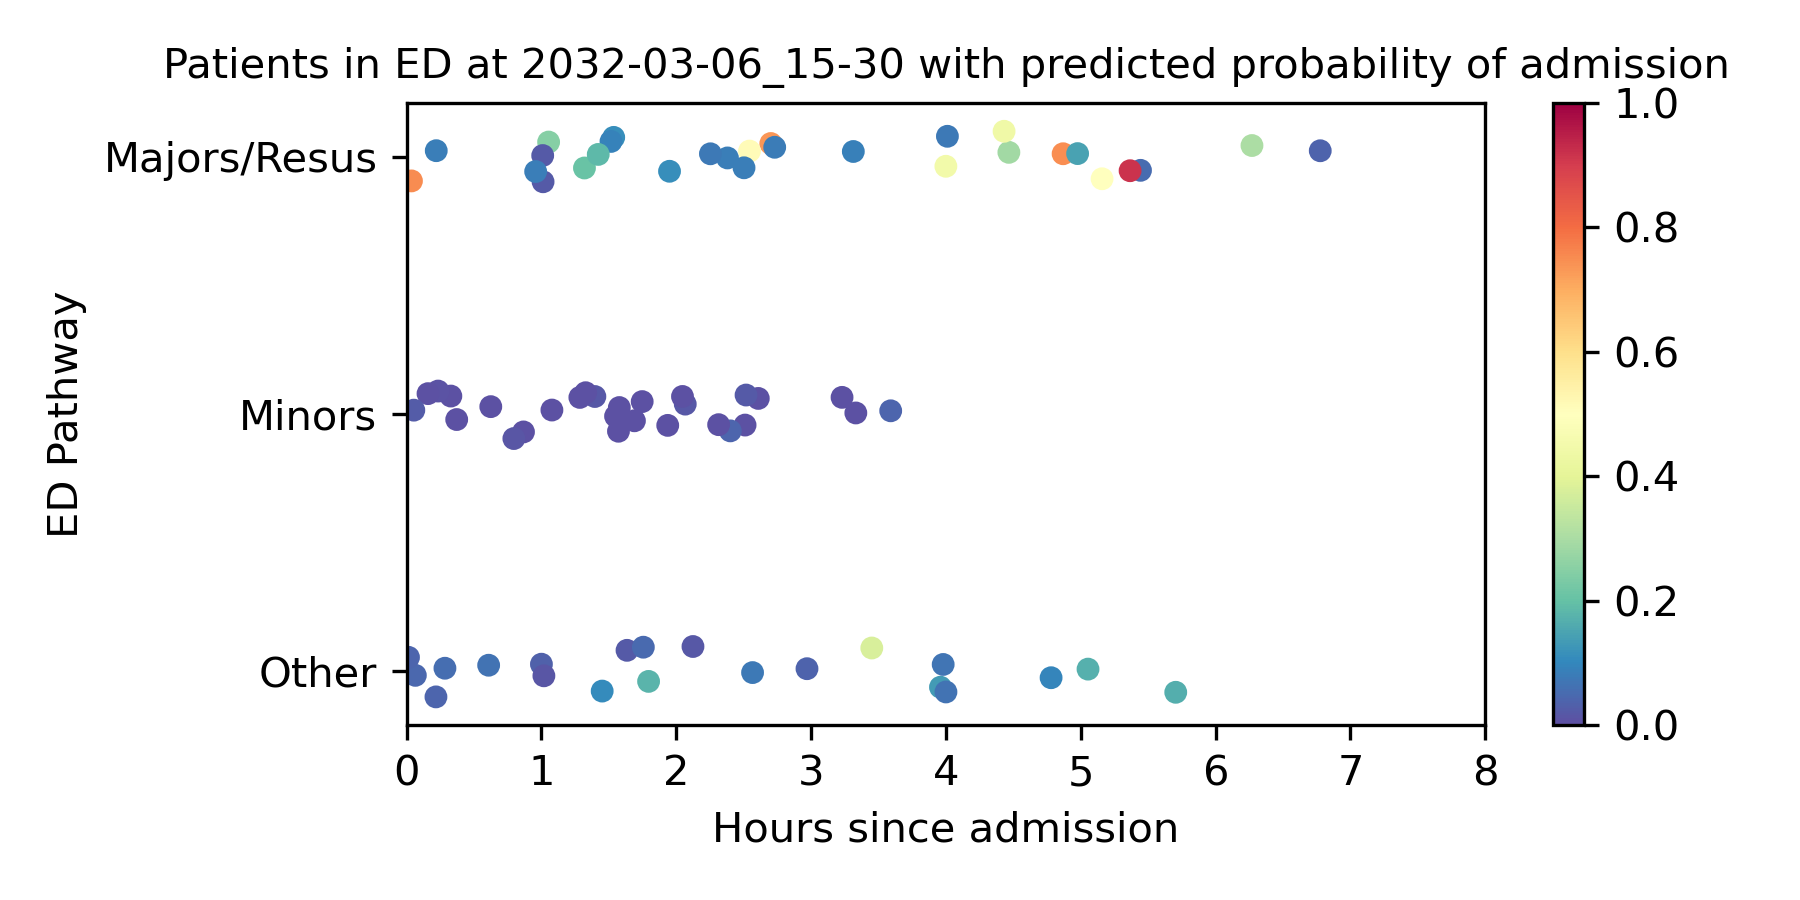 Patients in ED at 2032-03-06_15-30 with predicted probability of admission
Majors/Resus
Minors
Other
ED Pathway
0 1 2 3 4 5 6 7 8
Hours since admission
1.0
0.8
0.6
0.4
0.2
0.0